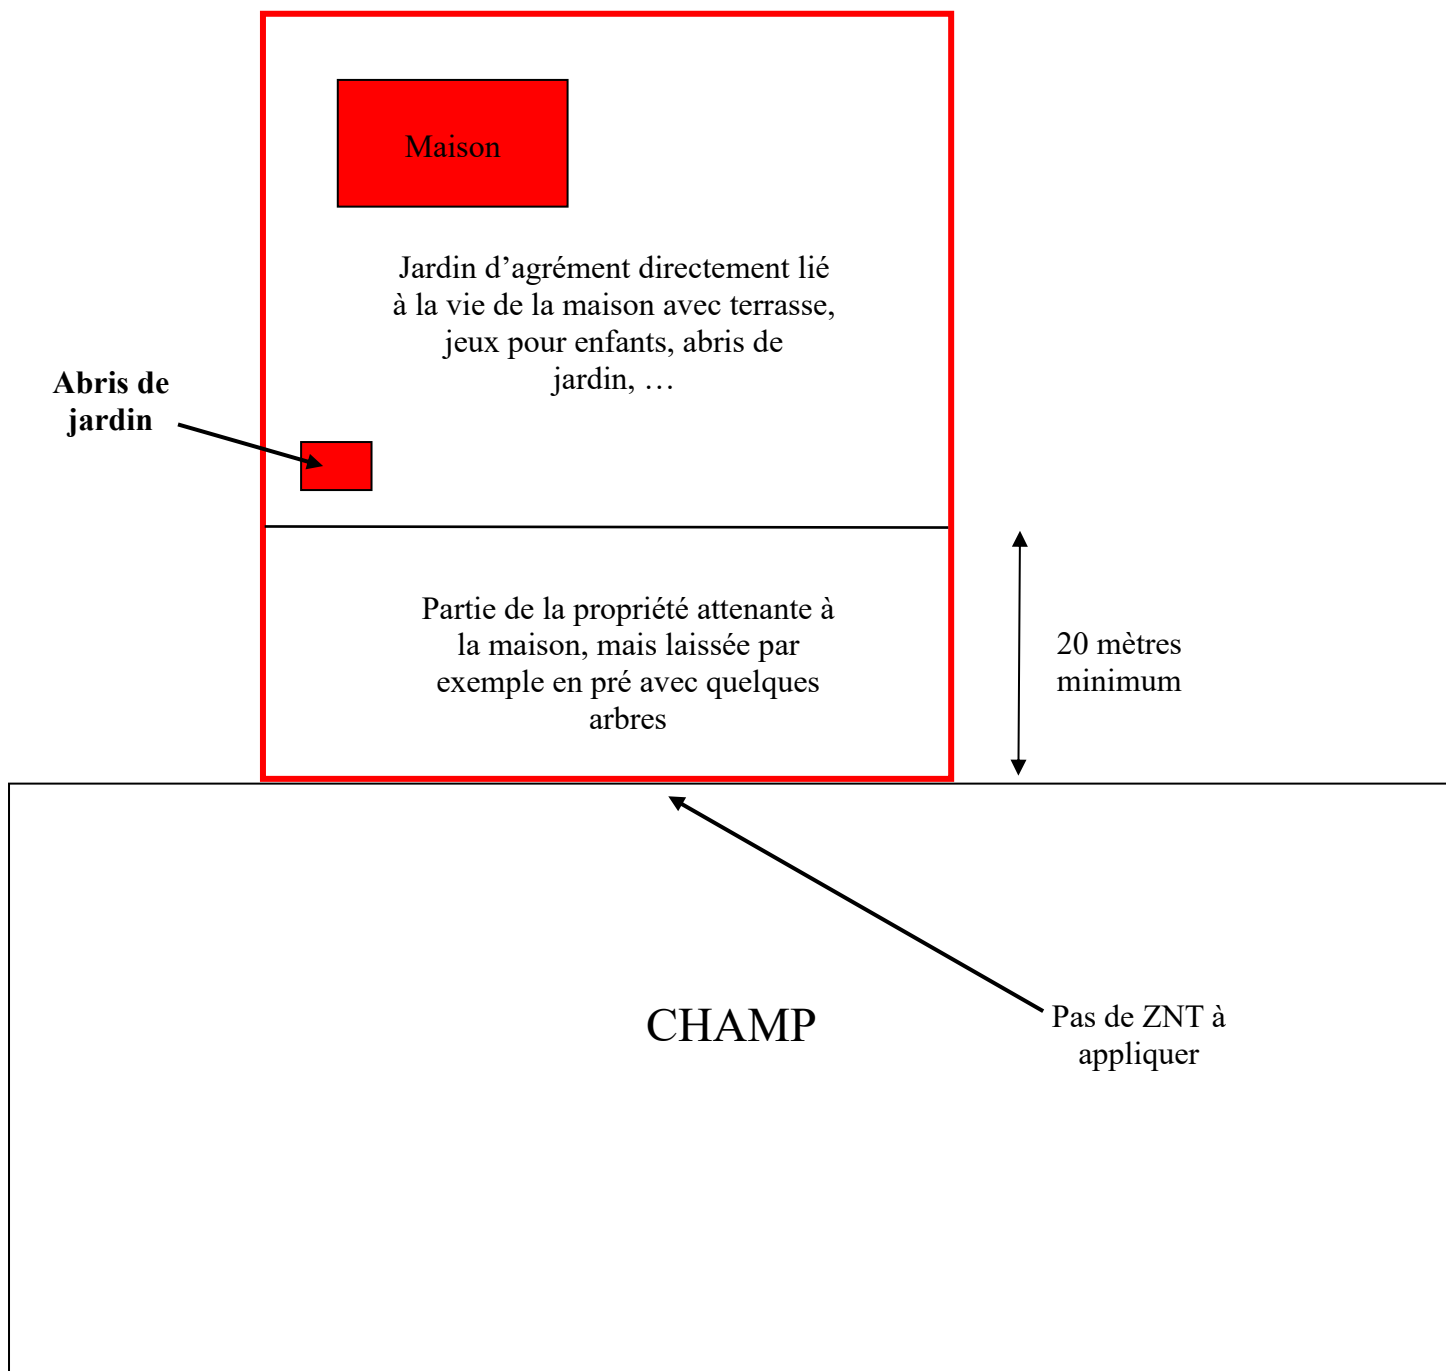 Maison
Jardin d’agrément directement lié
à la vie de la maison avec terrasse,
jeux pour enfants, abris de
jardin, …
Abris de
jardin
Partie de la propriété attenante à
la maison, mais laissée par
exemple en pré avec quelques
arbres
20 mètres
minimum
CHAMP
Pas de ZNT à
appliquer